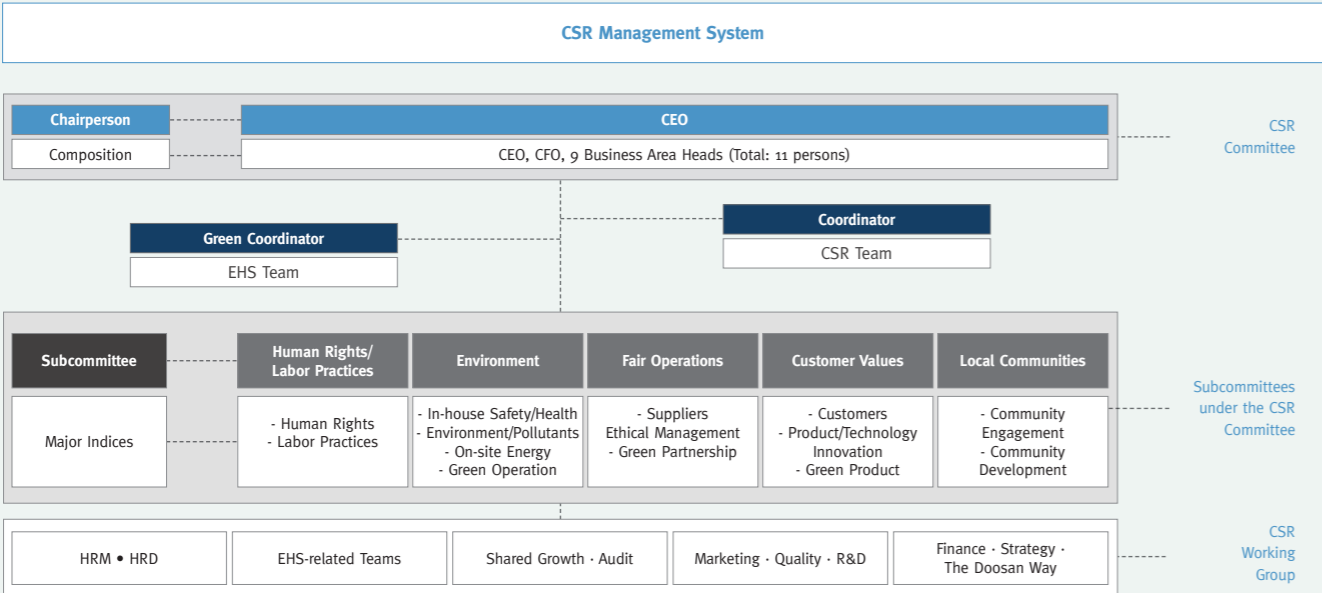 CSR Management System
Chairperson
CEO
CSR
Committee
Composition
CEO, CFO, 9 Business Area Heads (Total: 11 persons)
Coordinator
CSR Team
Green Coordinator
EHS Team
Subcommittee
Human Rights/
Labor Practices
Environment
Fair Operations
Customer Values
Local Communities
Subcommittees
under the CSR
Committee
Major Indices
- Human Rights
- Labor Practices
- In-house Safety/Health
- Environment/Pollutants
- On-site Energy
- Green Operation
- Suppliers
Ethical Management
- Green Partnership
- Customers
- Product/Technology
Innovation
- Green Product
- Community
Engagement
- Community
Development
HRM • HRD
EHS-related Teams
Shared Growth · Audit
Marketing · Quality · R&D
Finance · Strategy ·
The Doosan Way
CSR
Working
Group